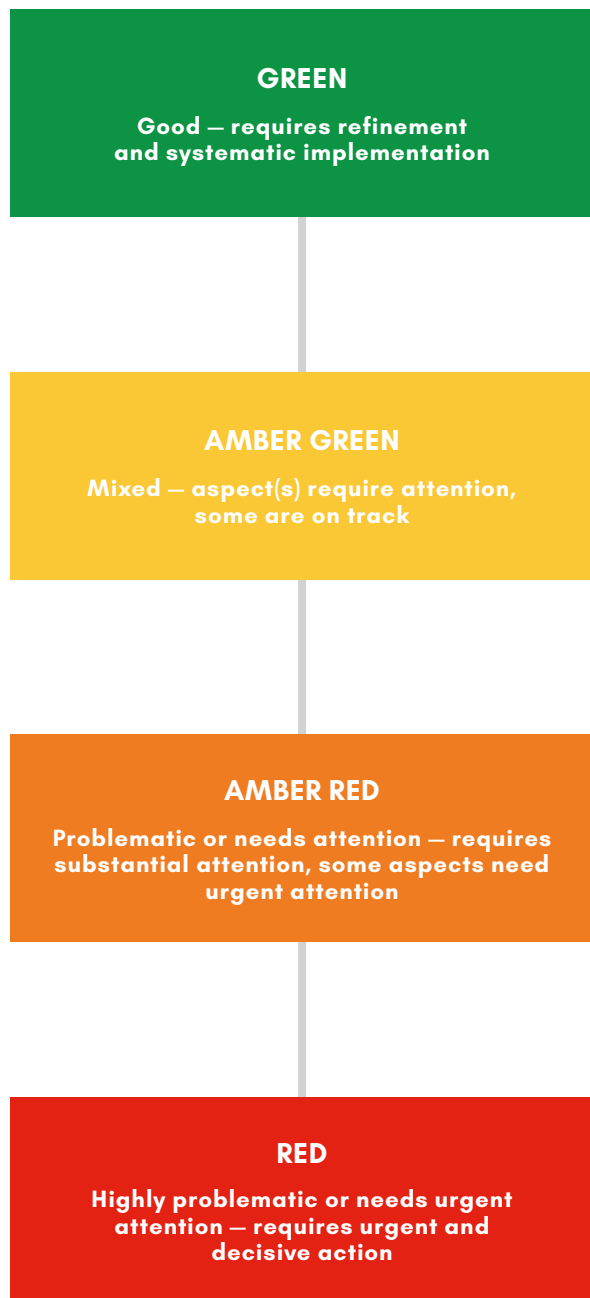 GREEN
Good — requires refinement
and systematic implementation
AMBER GREEN
Mixed — aspect(s) require attention,
some are on track
AMBER RED
Problematic or needs attention — requires
substantial attention, some aspects need
urgent attention
RED
Highly problematic or needs urgent
attention — requires urgent and
decisive action